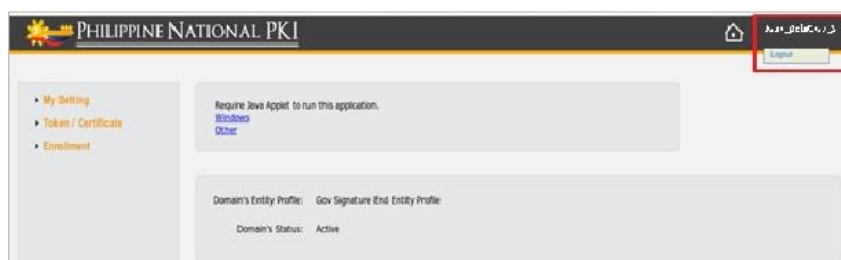 PHILIPPINE NATIONAL PKI
Logout
My Setting
Token / Certificate
Enrollment
Require Java Applet to run this application.
Windows
Other
Domain's Entity Profile: Gov Signature (End Entity Profile
Domain's Status: Active